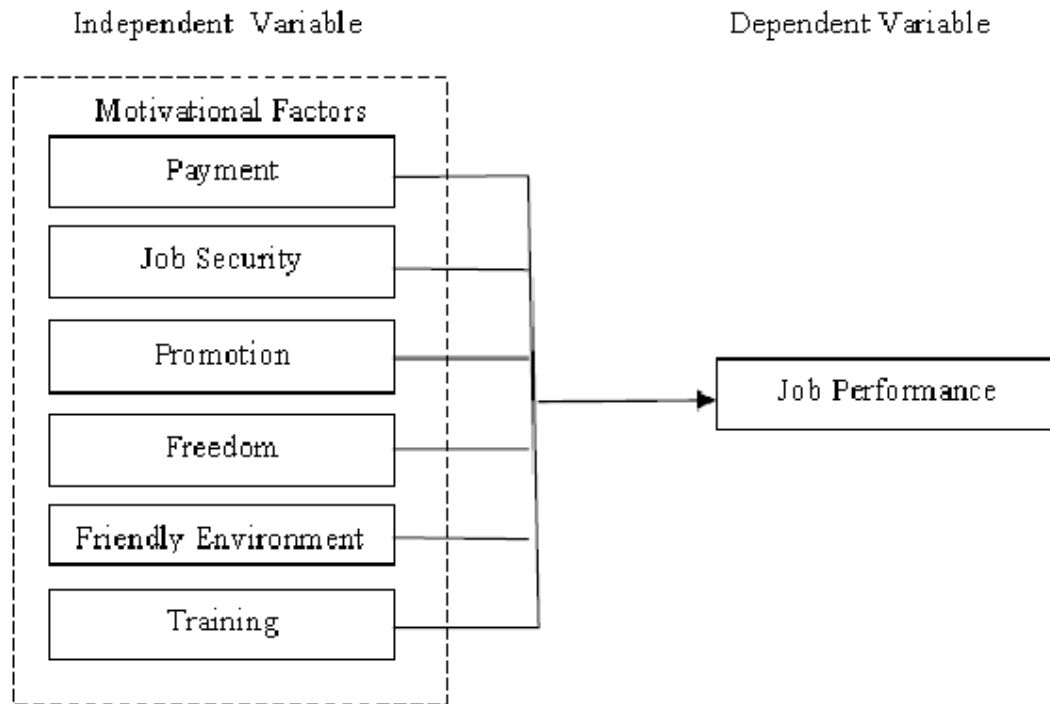 Independent Variable
Dependent Variable
Motivational Factors
Payment
Job Security
Promotion
Freedom
Friendly Environment
Training
Job Performance